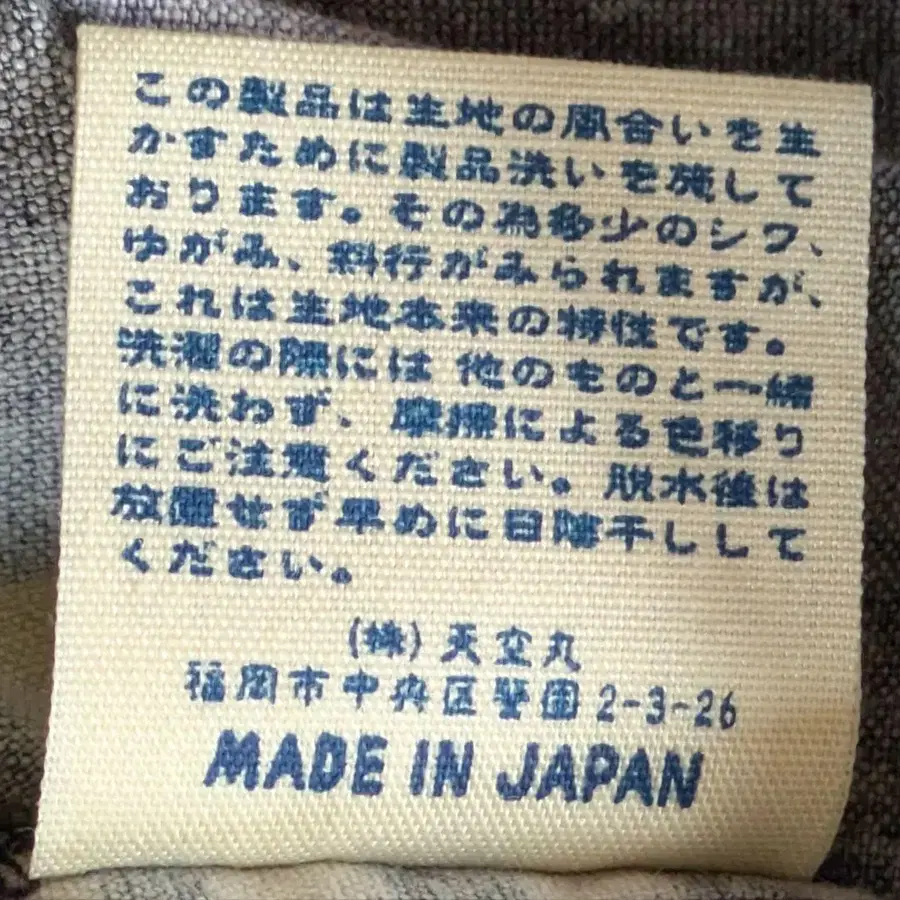 この製品は生地の風合いを生
かすために製品洗いを施して
おります。その為多少のシワ、
ゆがみ、斜行がみられますが、
これは生地本来の特性です。
洗濯の際には 他のものと一緒
に洗わず、摩擦による色移り
にご注意ください。脱水後は
放置せず早めに日陰干しして
ください。
(株) 天空丸
福岡市中央区警固2-3-26
MADE IN JAPAN